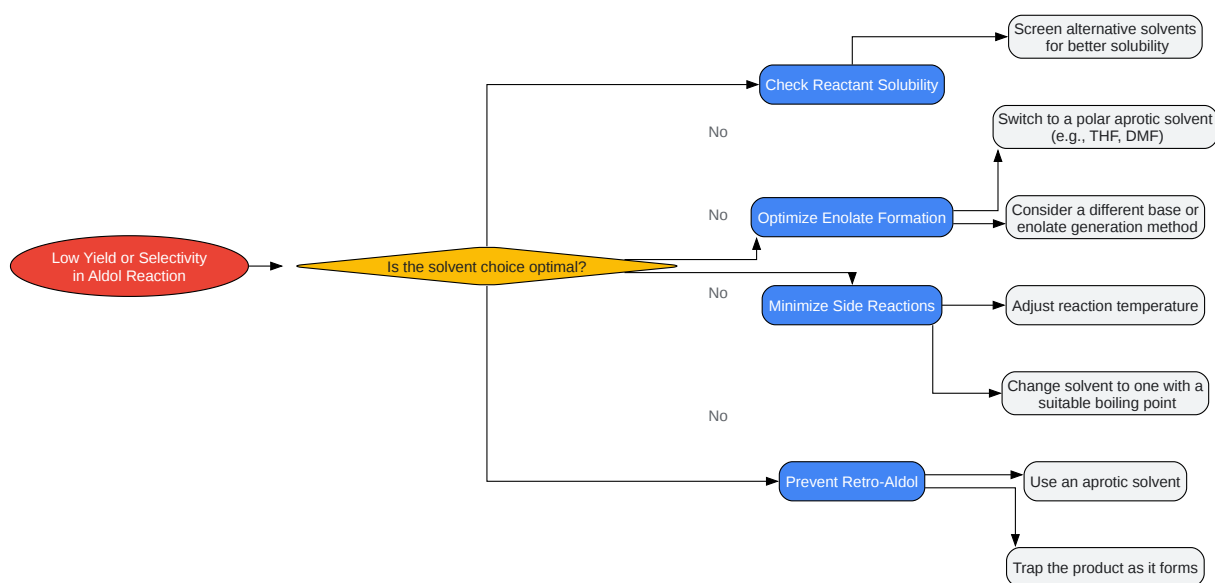 Low Yield or Selectivity
in Aldol Reaction
Is the solvent choice optimal?
No
Check Reactant Solubility
Screen alternative solvents
for better solubility
No
Optimize Enolate Formation
Switch to a polar aprotic solvent
(e.g., THF, DMF)
Consider a different base or
enolate generation method
No
Minimize Side Reactions
Adjust reaction temperature
Change solvent to one with a
suitable boiling point
No
Prevent Retro-Aldol
Use an aprotic solvent
Trap the product as it forms